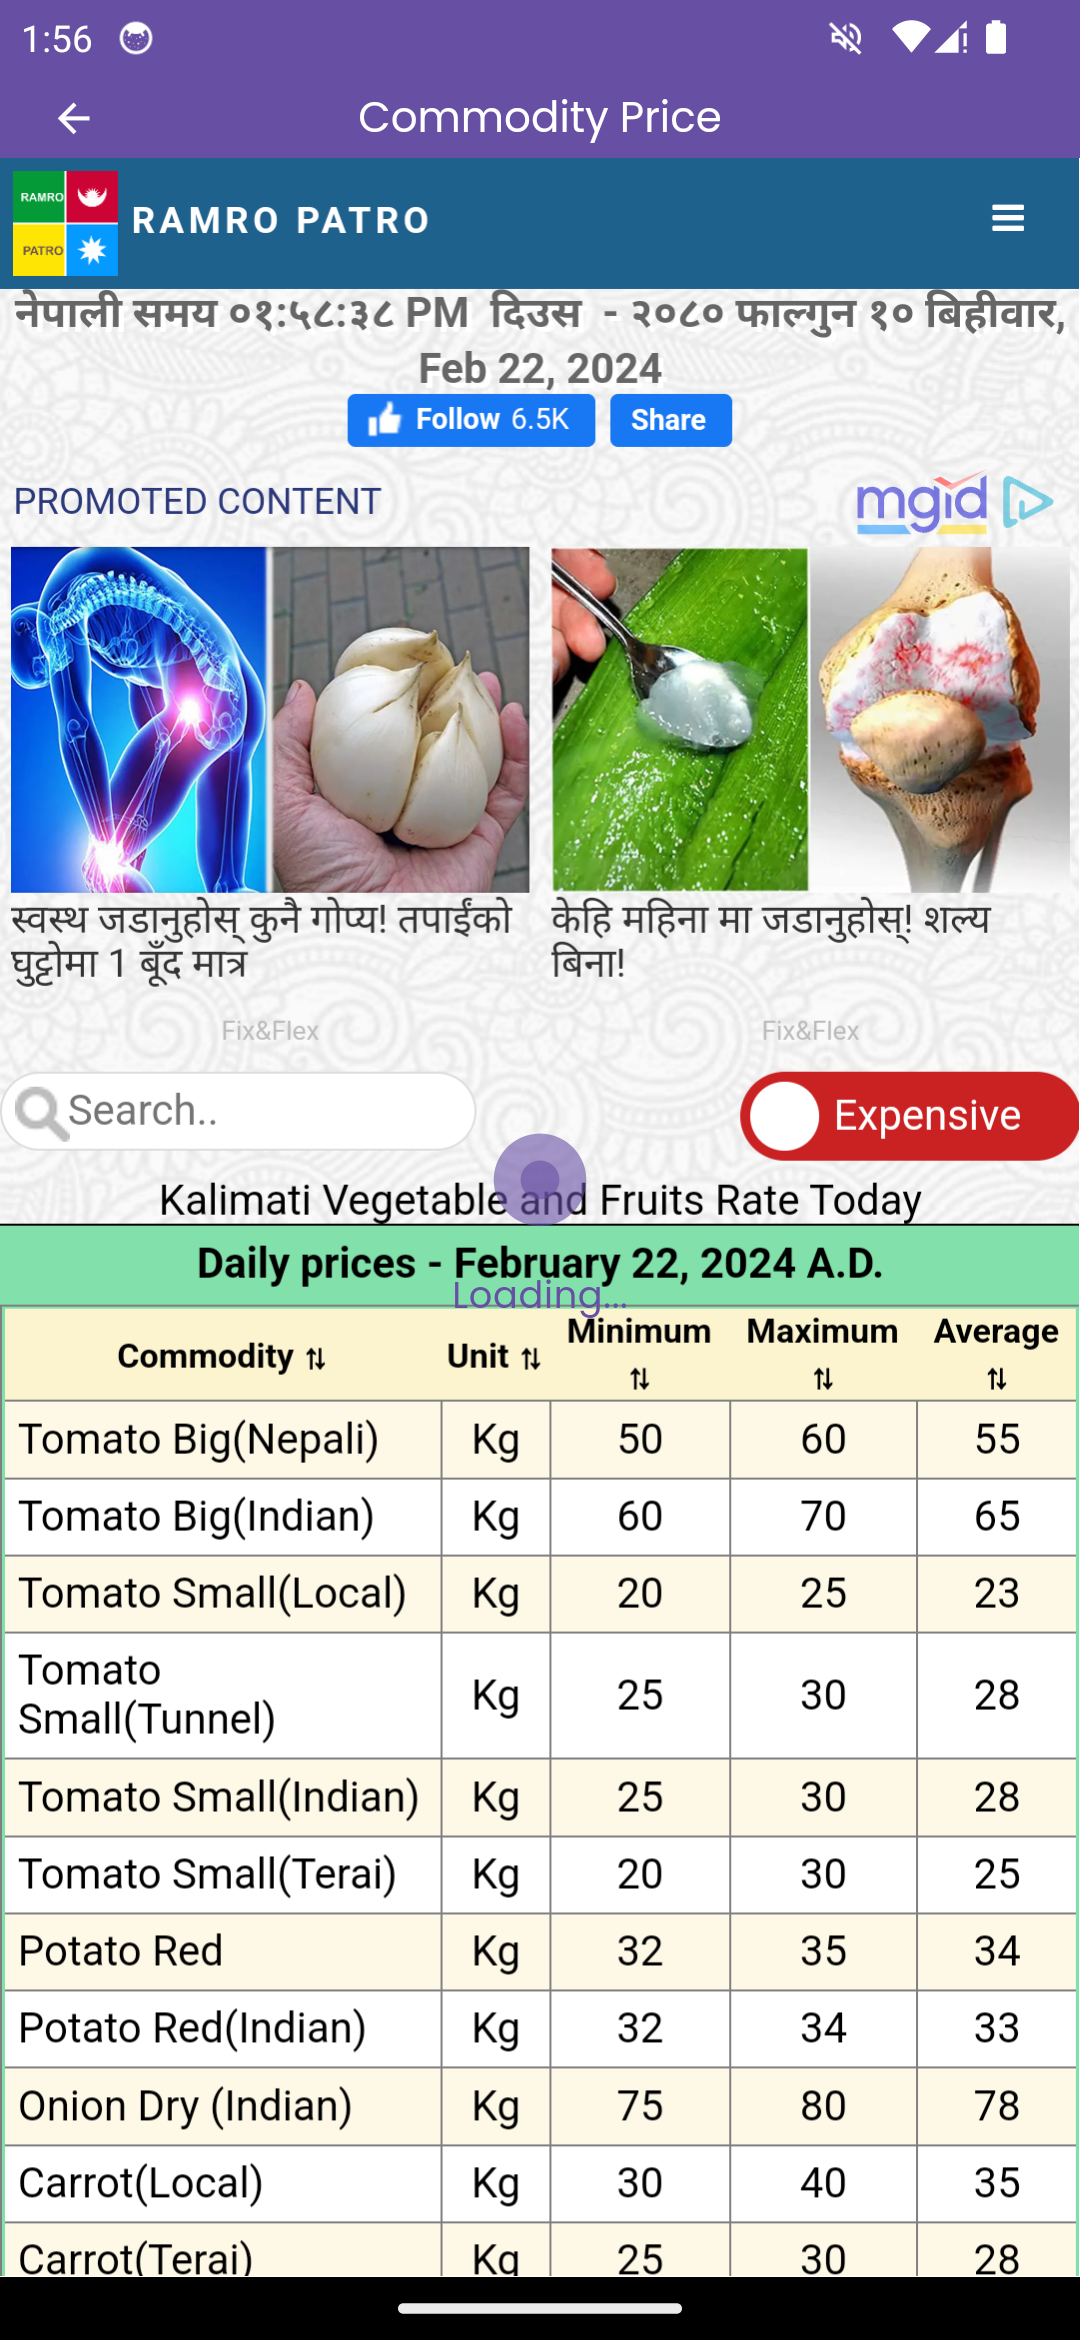 1:56
Commodity Price
RAMRO
PATRO
RAMRO PATRO
नेपाली समय ०१:५८:३८ PM दिउस - २०८० फाल्गुन १० बिहीवार,
Feb 22, 2024
Follow 6.5K
Share
PROMOTED CONTENT
mgid
स्वस्थ जडानुहोस् कुनै गोप्य! तपाईंको
घुट्टोमा 1 बूँद मात्र
Fix&Flex
केहि महिना मा जडानुहोस्! शल्य
बिना!
Fix&Flex
Search..
Expensive
Kalimati Vegetable and Fruits Rate Today
Daily prices - February 22, 2024 A.D.
Loading...
Commodity ⇅ Unit ⇅ Minimum ⇅ Maximum ⇅ Average ⇅
Tomato Big(Nepali) Kg 50 60 55
Tomato Big(Indian) Kg 60 70 65
Tomato Small(Local) Kg 20 25 23
Tomato
Small(Tunnel) Kg 25 30 28
Tomato Small(Indian) Kg 25 30 28
Tomato Small(Terai) Kg 20 30 25
Potato Red Kg 32 35 34
Potato Red(Indian) Kg 32 34 33
Onion Dry (Indian) Kg 75 80 78
Carrot(Local) Kg 30 40 35
Carrot(Terai) Kg 25 30 28